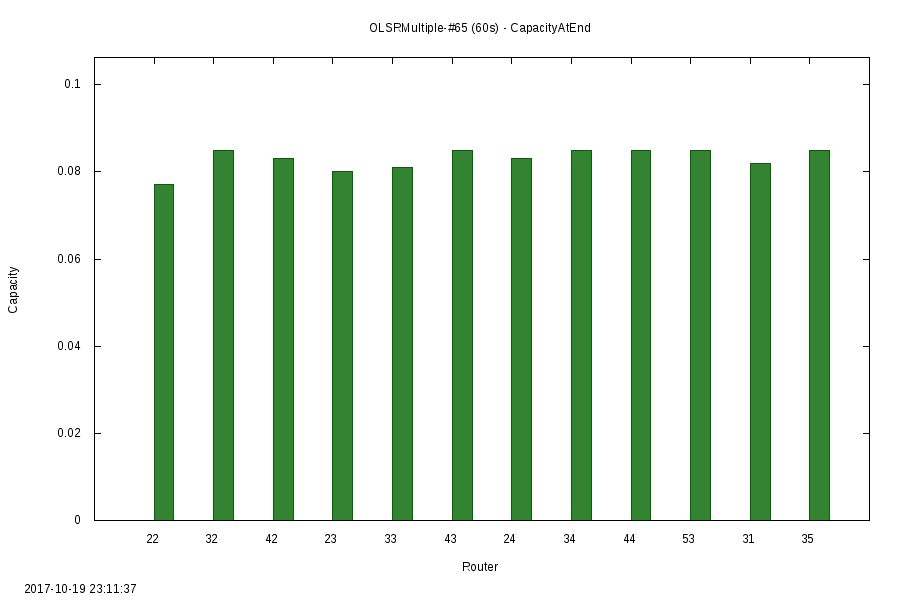 OLSRMultiple-#65 (60s) - CapacityAtEnd
0.1
0.08
0.06
0.04
0.02
0
Capacity
22 32 42 23 33 43 24 34 44 53 31 35
Router
2017-10-19 23:11:37